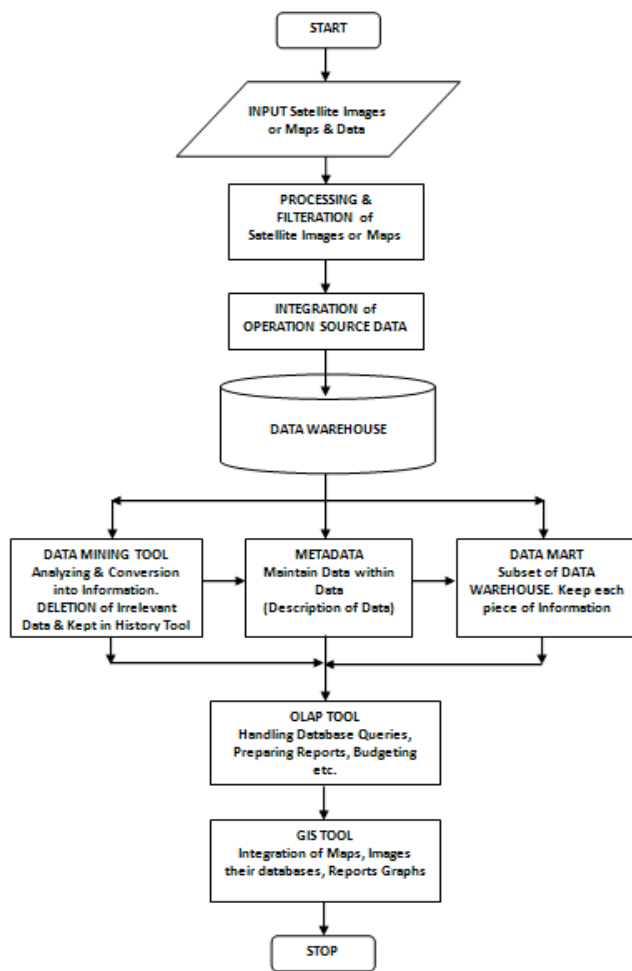 START
INPUT Satellite Images
or Maps & Data
PROCESSING &
FILTERATION of
Satellite Images or Maps
INTEGRATION of
OPERATION SOURCE DATA
DATA WAREHOUSE
DATA MINING TOOL
Analyzing & Conversion
into Information.
DELETION of Irrelevant
Data & Kept in History Tool
METADATA
Maintain Data within
Data
(Description of Data)
DATA MART
Subset of DATA
WAREHOUSE. Keep each
piece of Information
OLAP TOOL
Handling Database Queries,
Preparing Reports, Budgeting
etc.
GIS TOOL
Integration of Maps, Images
their databases, Reports Graphs
STOP